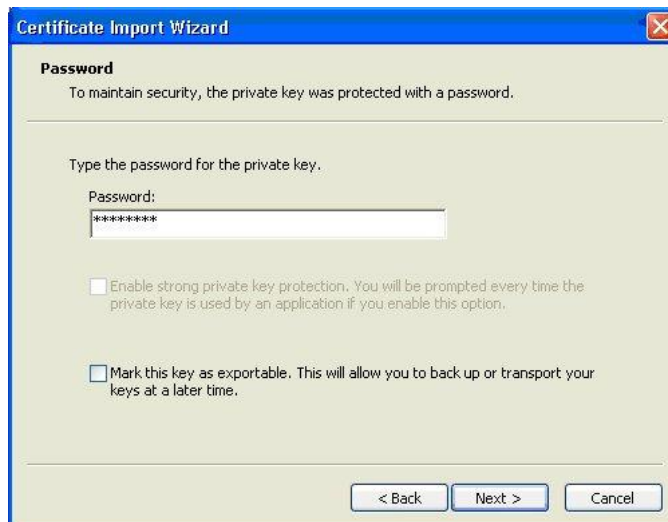 Certificate Import Wizard
Password
To maintain security, the private key was protected with a password.
Type the password for the private key.
Password:
********
Enable strong private key protection. You will be prompted every time the
private key is used by an application if you enable this option.
Mark this key as exportable. This will allow you to back up or transport your
keys at a later time.
< Back Next > Cancel